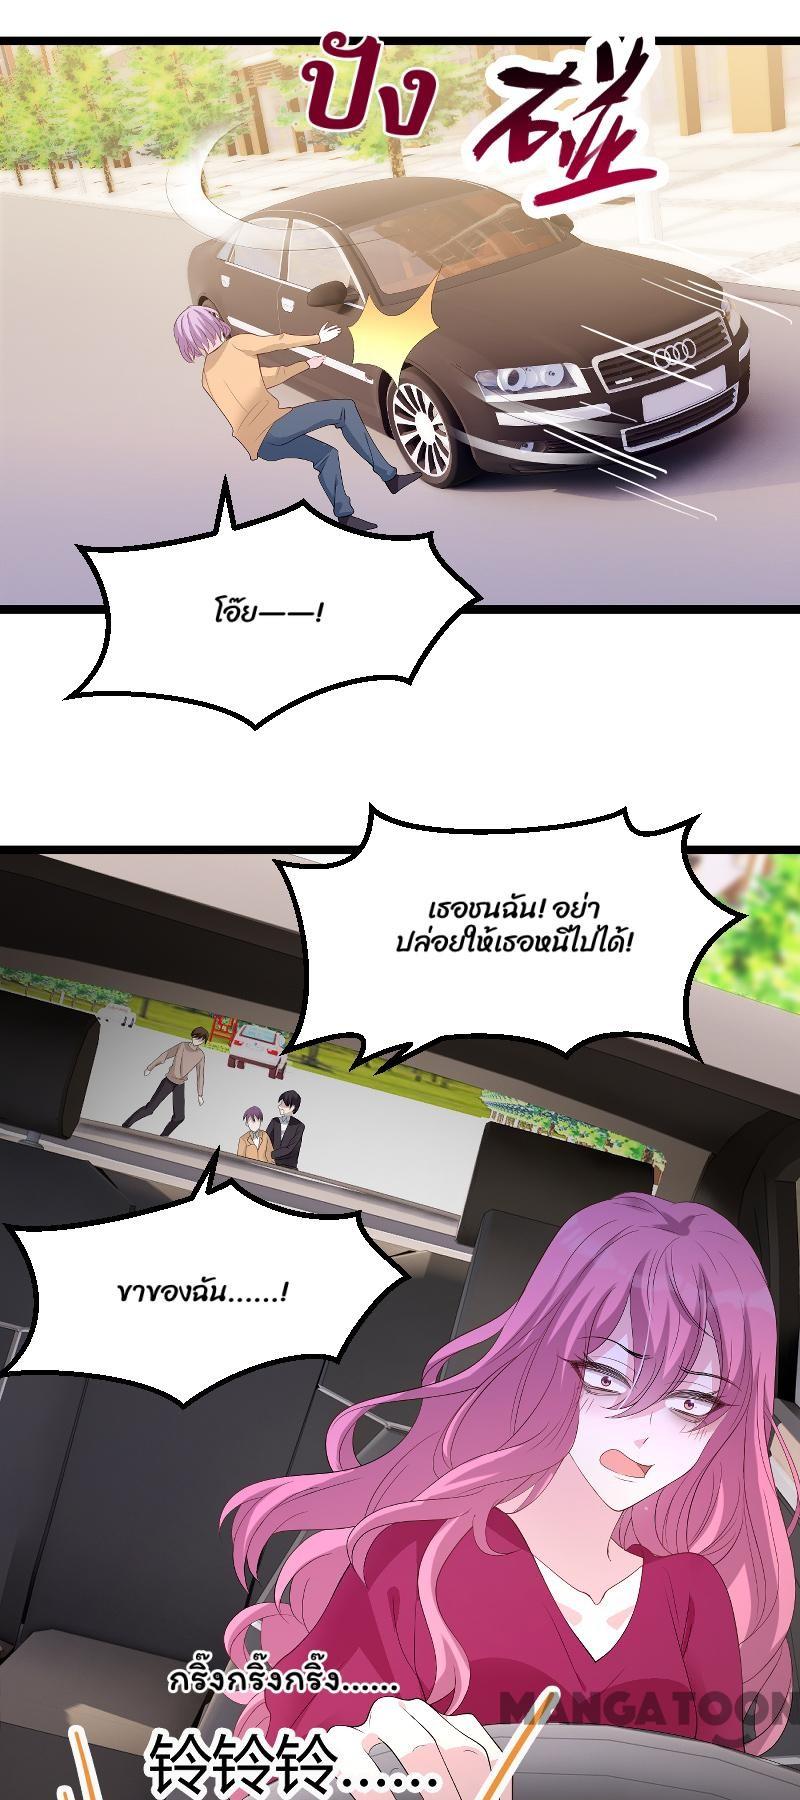 ปัง 碰
โอ๊ย——!
เธอชนฉัน! อย่า
ปล่อยให้เธอหนีไปได้!
ขาของฉัน......!
กริ๊งกริ๊งกริ๊ง......
铃铃铃......
MANGATOON